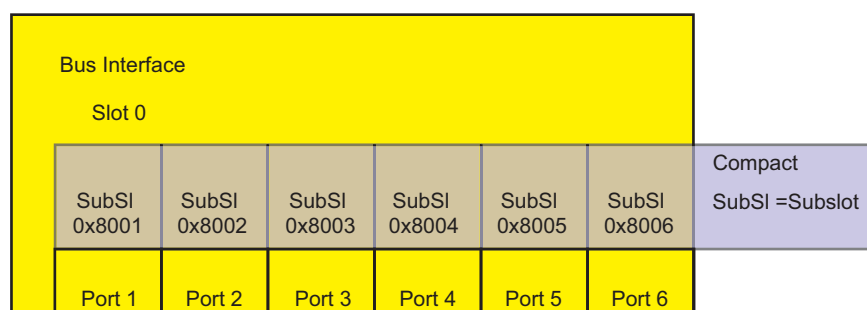 Bus Interface
Slot 0
Compact
SubSl SubSl SubSl SubSl SubSl SubSl SubSl =Subslot
0x8001 0x8002 0x8003 0x8004 0x8005 0x8006
Port 1 Port 2 Port 3 Port 4 Port 5 Port 6